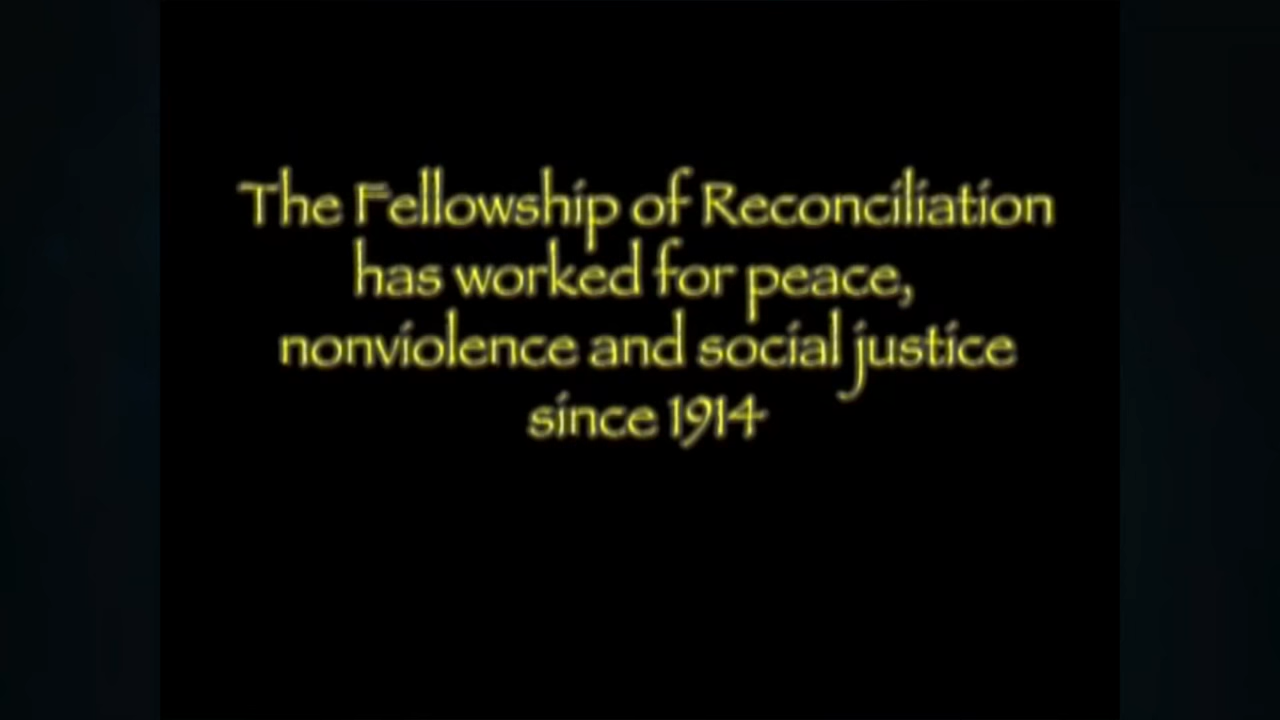 The Fellowship of Reconciliation
has worked for peace,
nonviolence and social justice
since 1914